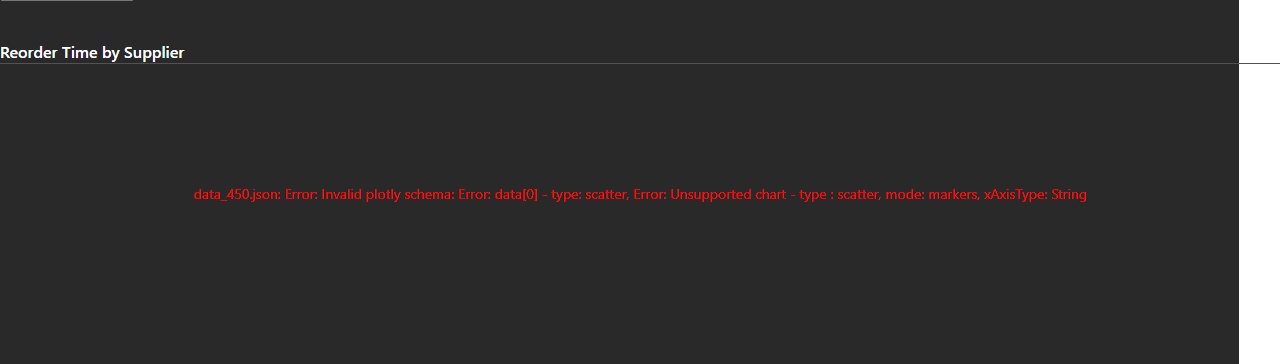 Reorder Time by Supplier
data_450.json: Error: Invalid plotly schema: Error: data[0] - type: scatter, Error: Unsupported chart - type : scatter, mode: markers, xAxisType: String